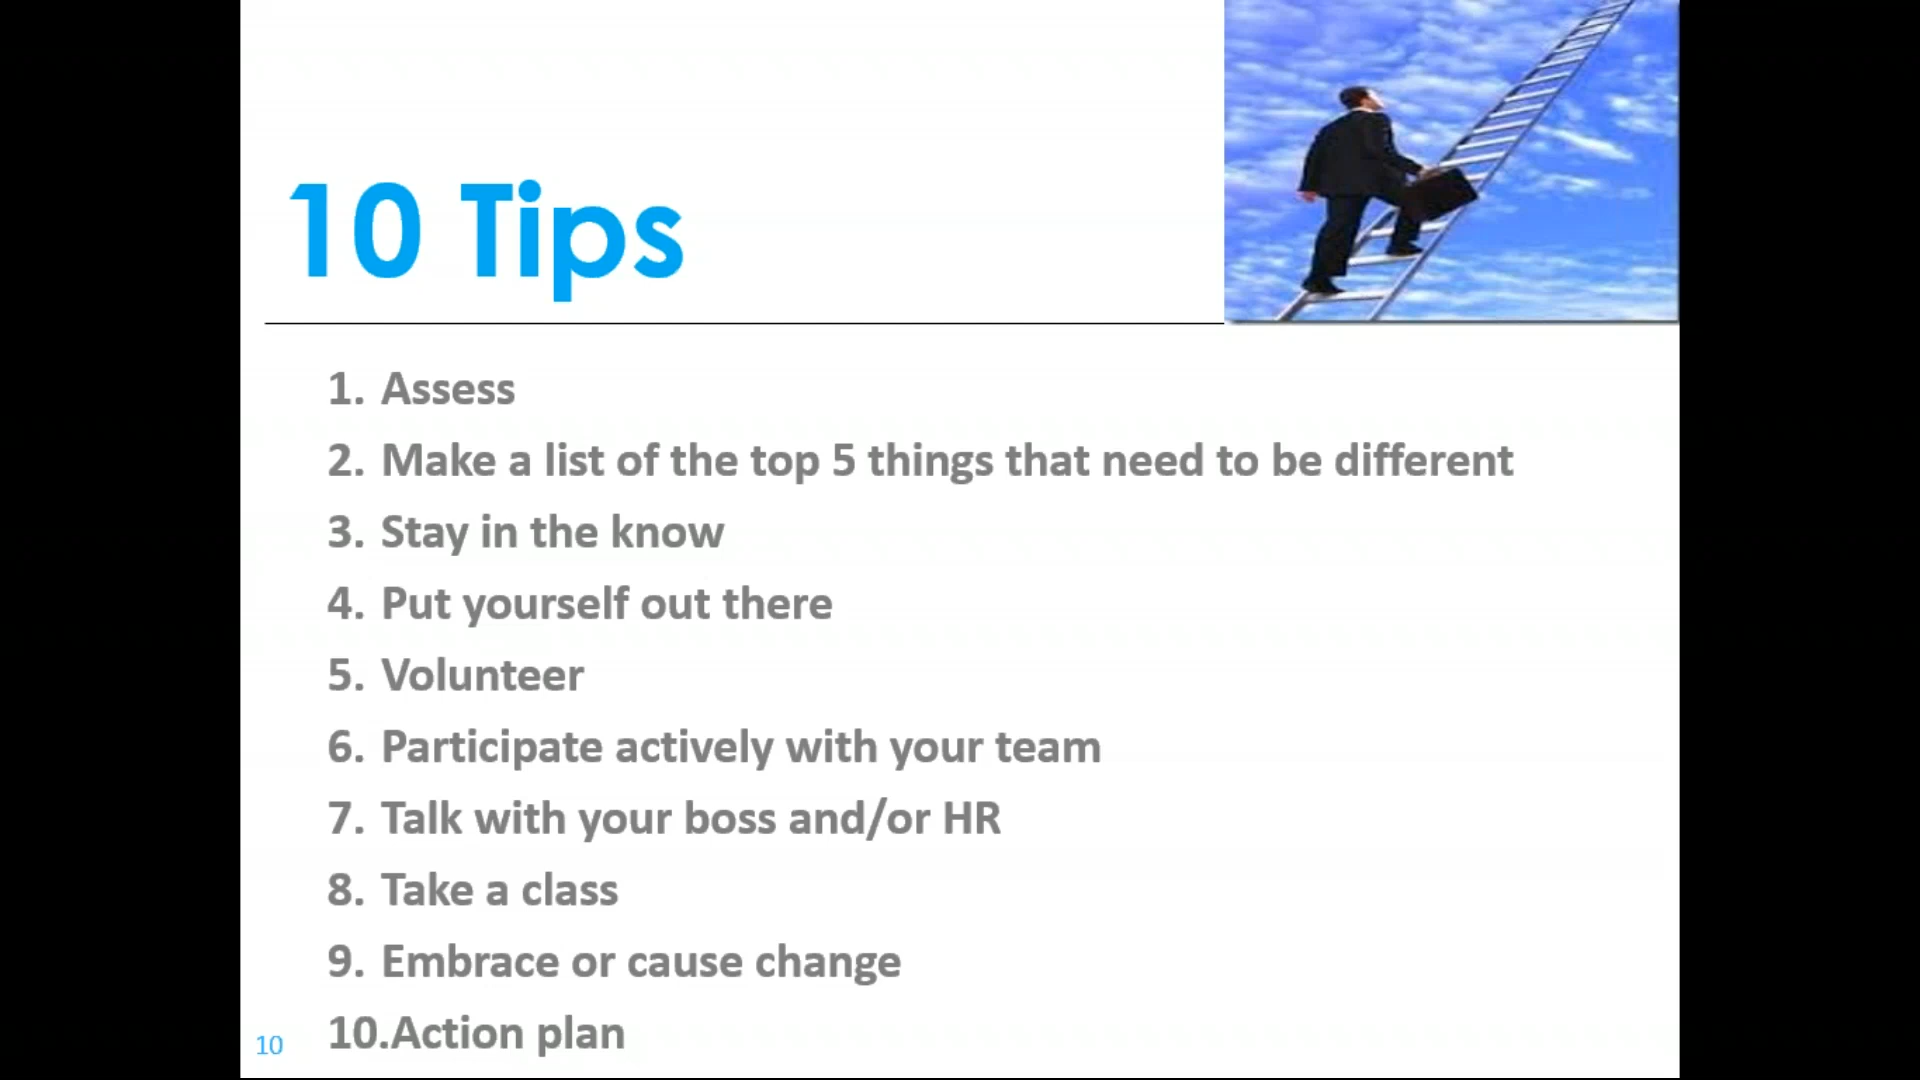 10 Tips
1. Assess
2. Make a list of the top 5 things that need to be different
3. Stay in the know
4. Put yourself out there
5. Volunteer
6. Participate actively with your team
7. Talk with your boss and/or HR
8. Take a class
9. Embrace or cause change
10.Action plan
10